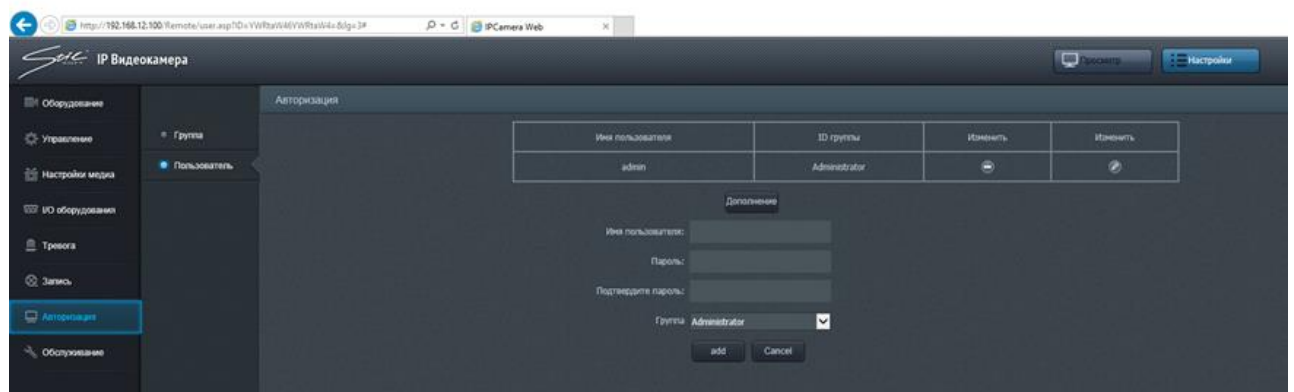 http://192.168.12.100/Remote/user.asp?ID=VWRtaW46YWRtaW4=&lg=3#
IPCamera Web
IP Видеокамера
Просмотр
Настройки
Оборудование
Управление
Настройки медиа
I/O оборудования
Тревога
Запись
Авторизация
Обслуживание
Группа
Пользователь
Авторизация
Имя пользователя ID группы Изменить Изменить
admin Administrator
Дополнение
Имя пользователя:
Пароль:
Подтвердите пароль:
Группа Administrator
add Cancel